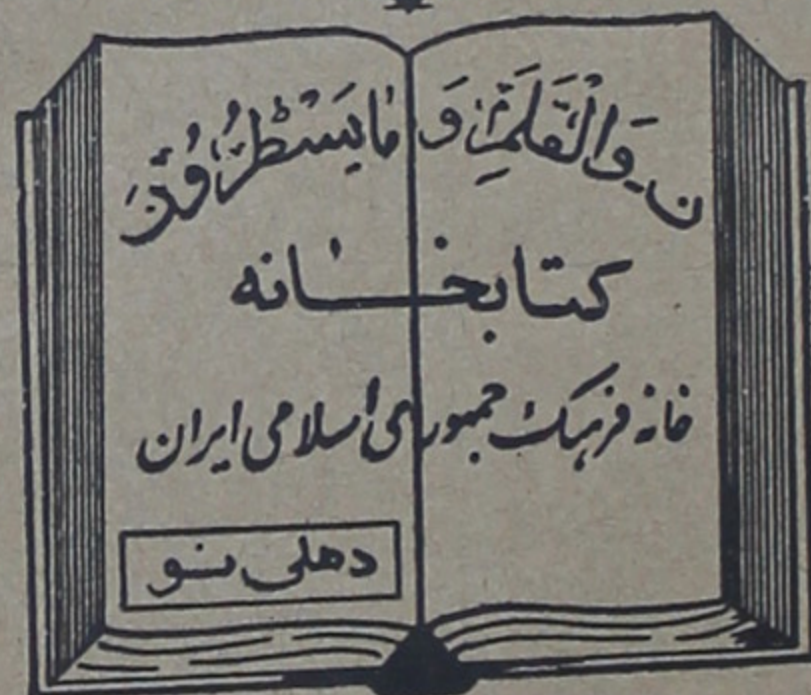 ن وَالْقَلَمِ وَ مَا يَسْطُرُونَ
کتابخانه
خانه فرهنگ جمهوری اسلامی ایران
دهلی نو